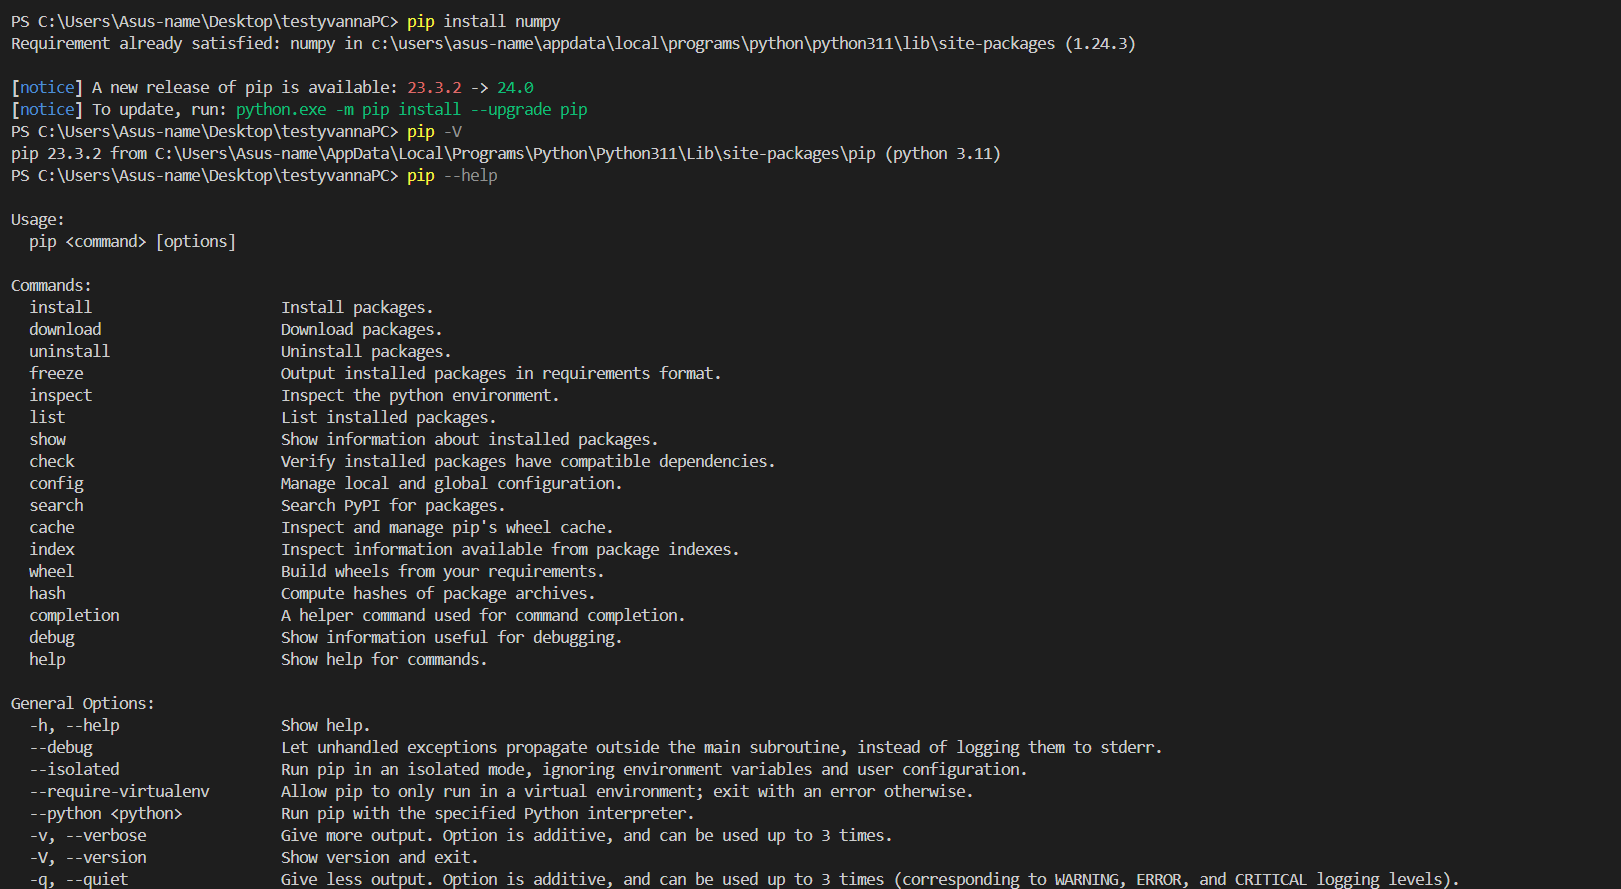 PS C:\Users\Asus-name\Desktop\testyvannaPC> pip install numpy
Requirement already satisfied: numpy in c:\users\asus-name\appdata\local\programs\python\python311\lib\site-packages (1.24.3)
[notice] A new release of pip is available: 23.3.2 -> 24.0
[notice] To update, run: python.exe -m pip install --upgrade pip
PS C:\Users\Asus-name\Desktop\testyvannaPC> pip -V
pip 23.3.2 from C:\Users\Asus-name\AppData\Local\Programs\Python\Python311\Lib\site-packages\pip (python 3.11)
PS C:\Users\Asus-name\Desktop\testyvannaPC> pip --help
Usage:
  pip <command> [options]
Commands:
  install                     Install packages.
  download                    Download packages.
  uninstall                   Uninstall packages.
  freeze                      Output installed packages in requirements format.
  inspect                     Inspect the python environment.
  list                        List installed packages.
  show                        Show information about installed packages.
  check                       Verify installed packages have compatible dependencies.
  config                      Manage local and global configuration.
  search                      Search PyPI for packages.
  cache                       Inspect and manage pip's wheel cache.
  index                       Inspect information available from package indexes.
  wheel                       Build wheels from your requirements.
  hash                        Compute hashes of package archives.
  completion                  A helper command used for command completion.
  debug                       Show information useful for debugging.
  help                        Show help for commands.
General Options:
  -h, --help                  Show help.
  --debug                     Let unhandled exceptions propagate outside the main subroutine, instead of logging them to stderr.
  --isolated                  Run pip in an isolated mode, ignoring environment variables and user configuration.
  --require-virtualenv        Allow pip to only run in a virtual environment; exit with an error otherwise.
  --python <python>           Run pip with the specified Python interpreter.
  -v, --verbose               Give more output. Option is additive, and can be used up to 3 times.
  -V, --version               Show version and exit.
  -q, --quiet                 Give less output. Option is additive, and can be used up to 3 times (corresponding to WARNING, ERROR, and CRITICAL logging levels).